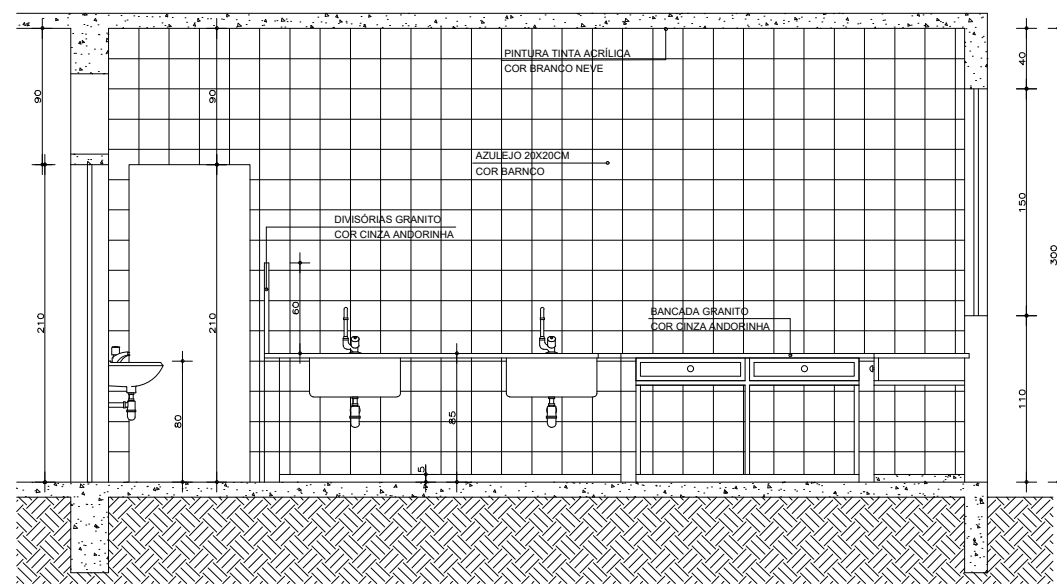 PINTURA TINTA ACRÍLICA
COR BRANCO NEVE
AZULEJO 20X20CM
COR BARNCO
DIVISÓRIAS GRANITO
COR CINZA ANDORINHA
BANCADA GRANITO
COR CINZA ANDORINHA
90
90
210
210
80
60
85
5
40
150
110
300